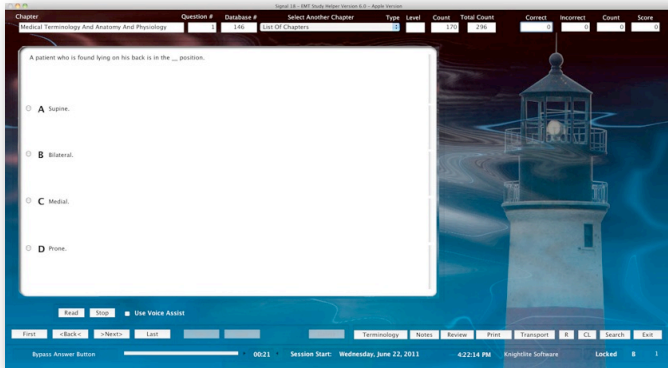 Signal 18 - EMT Study Helper Version 6.0 - Apple Version
Chapter Question # Database # Select Another Chapter Type Level Count Total Count Correct Incorrect Count Score
Medical Terminology And Anatomy And Physiology 1 146 List Of Chapters 170 296 0 0 0 0
A patient who is found lying on his back is in the __ position.
A Supine.
B Bilateral.
C Medial.
D Prone.
Read Stop Use Voice Assist
First <Back< >Next> Last Terminology Notes Review Print Transport R CL Search Exit
Bypass Answer Button 00:21 Session Start: Wednesday, June 22, 2011 4:22:14 PM Knightlite Software Locked